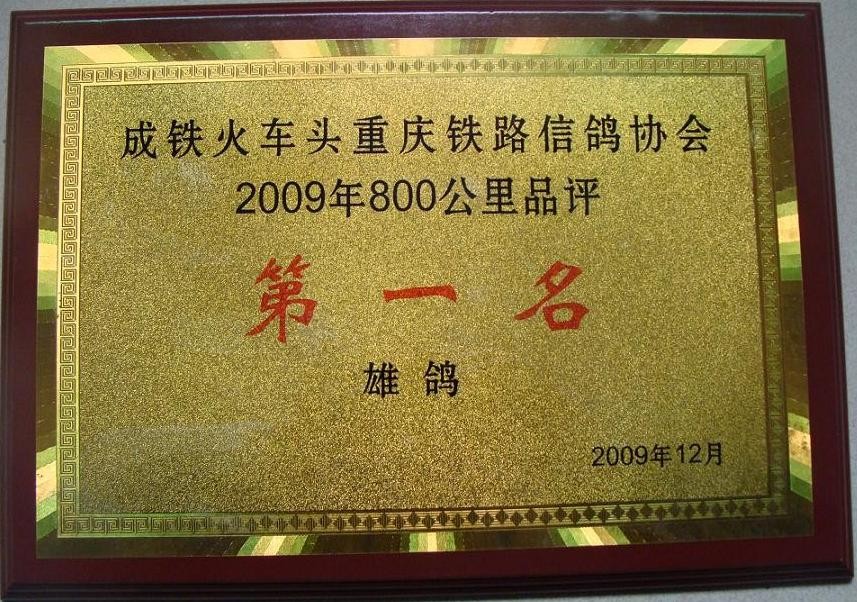 成铁火车头重庆铁路信鸽协会
2009年800公里品评
第一名
雄鸽
2009年12月